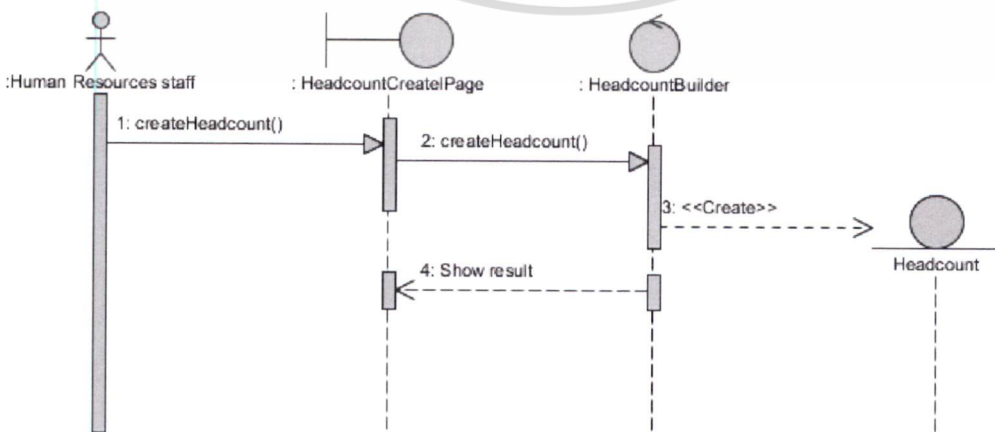 :Human Resources staff
: HeadcountCreatelPage
: HeadcountBuilder
1: createHeadcount()
2: createHeadcount()
3: <<Create>>
Headcount
4: Show result